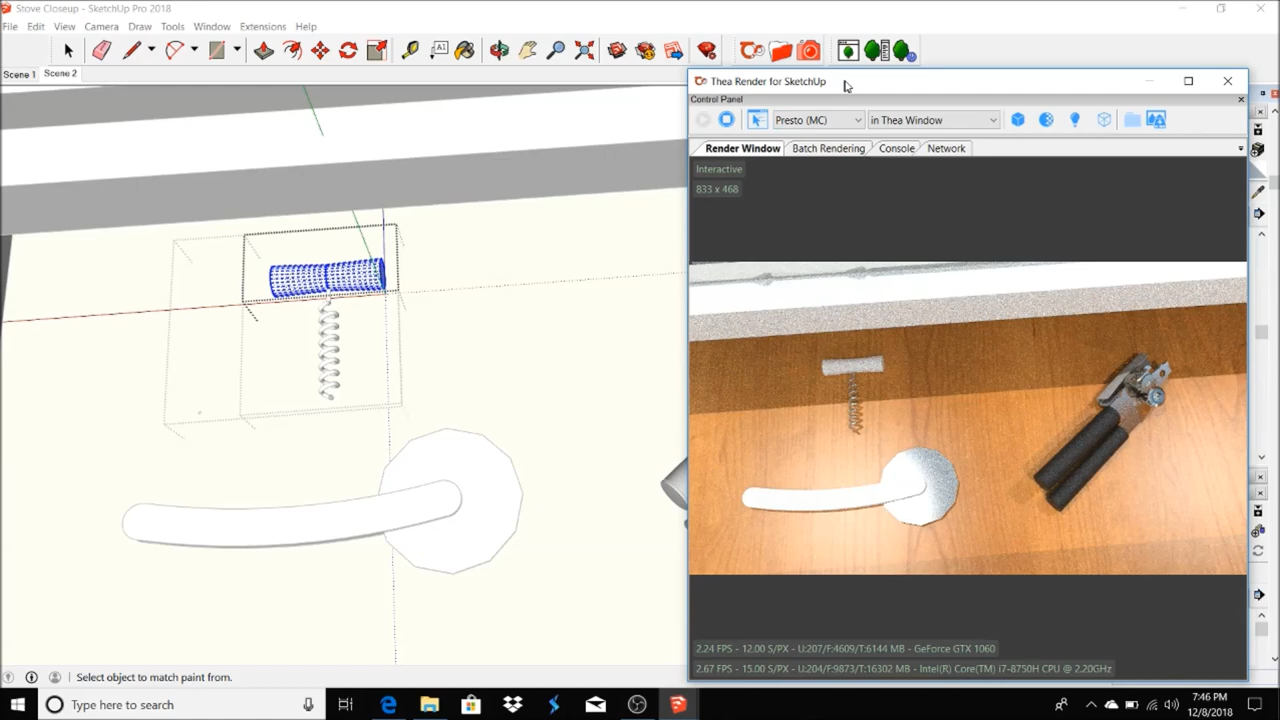 Stove Closeup - SketchUp Pro 2018
File Edit View Camera Draw Tools Window Extensions Help
A1
Scene 1 Scene 2
Thea Render for SketchUp
Control Panel
Presto (MC) in Thea Window
Render Window Batch Rendering Console Network
Interactive
833 x 468
2.24 FPS - 12.00 S/PX - U:207/F:4609/T:6144 MB - GeForce GTX 1060
2.67 FPS - 15.00 S/PX - U:204/F:9873/T:16302 MB - Intel(R) Core(TM) i7-8750H CPU @ 2.20GHz
Select object to match paint from.
Type here to search
7:46 PM
12/8/2018